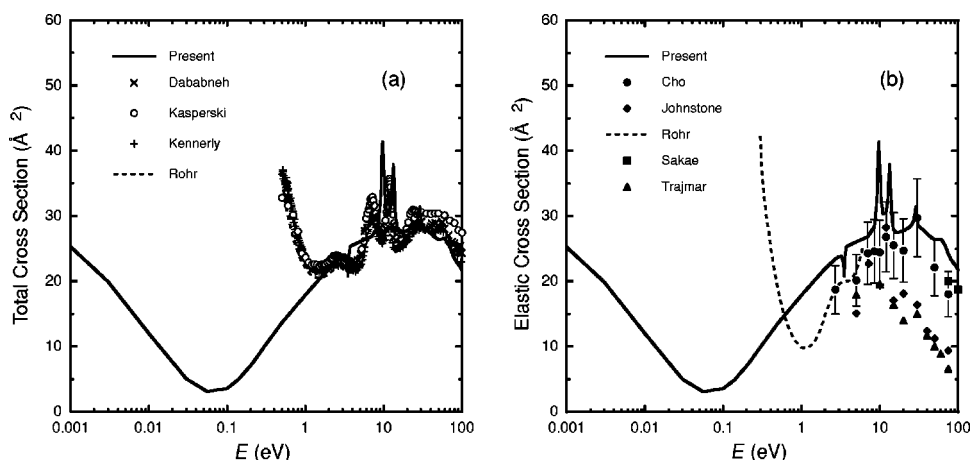 60
50
40
30
20
10
0
Total Cross Section (Å ²)
Present
Dababneh
Kasperski
Kennerly
Rohr
(a)
0.001
0.01
0.1
1
10
100
E (eV)
60
50
40
30
20
10
0
Elastic Cross Section (Å ²)
Present
Cho
Johnstone
Rohr
Sakae
Trajmar
(b)
0.001
0.01
0.1
1
10
100
E (eV)